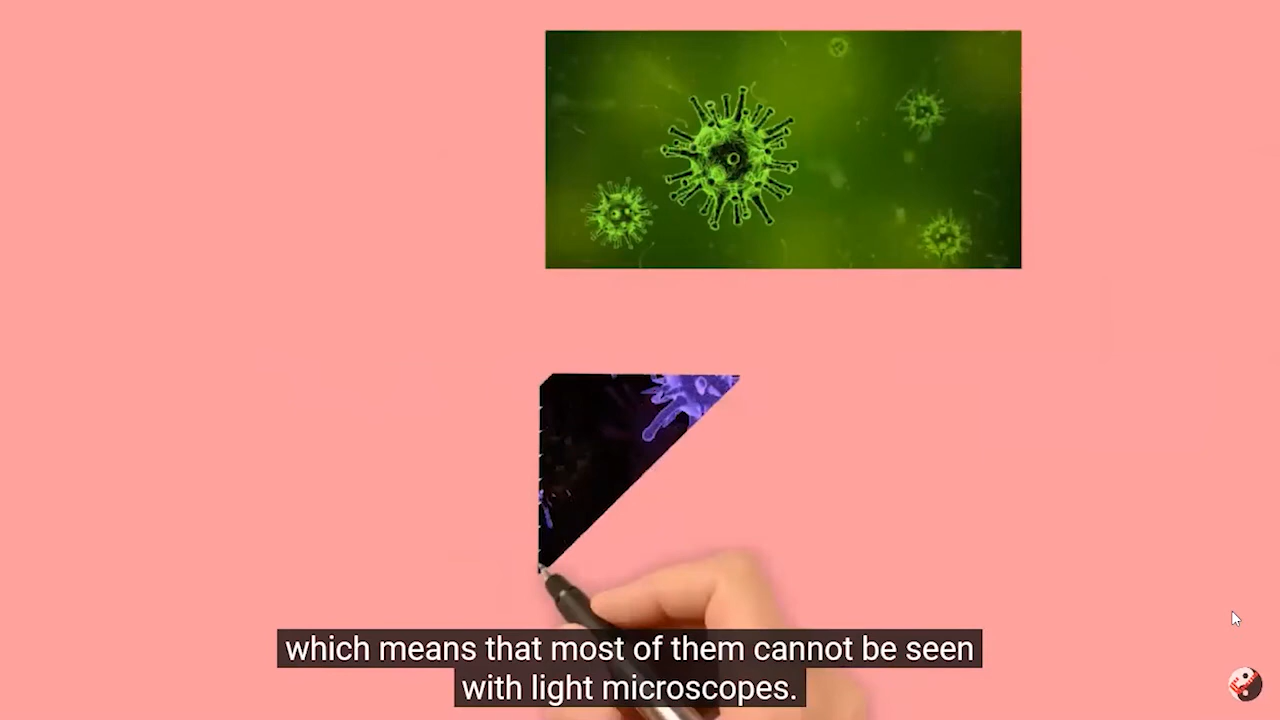 which means that most of them cannot be seen
with light microscopes.